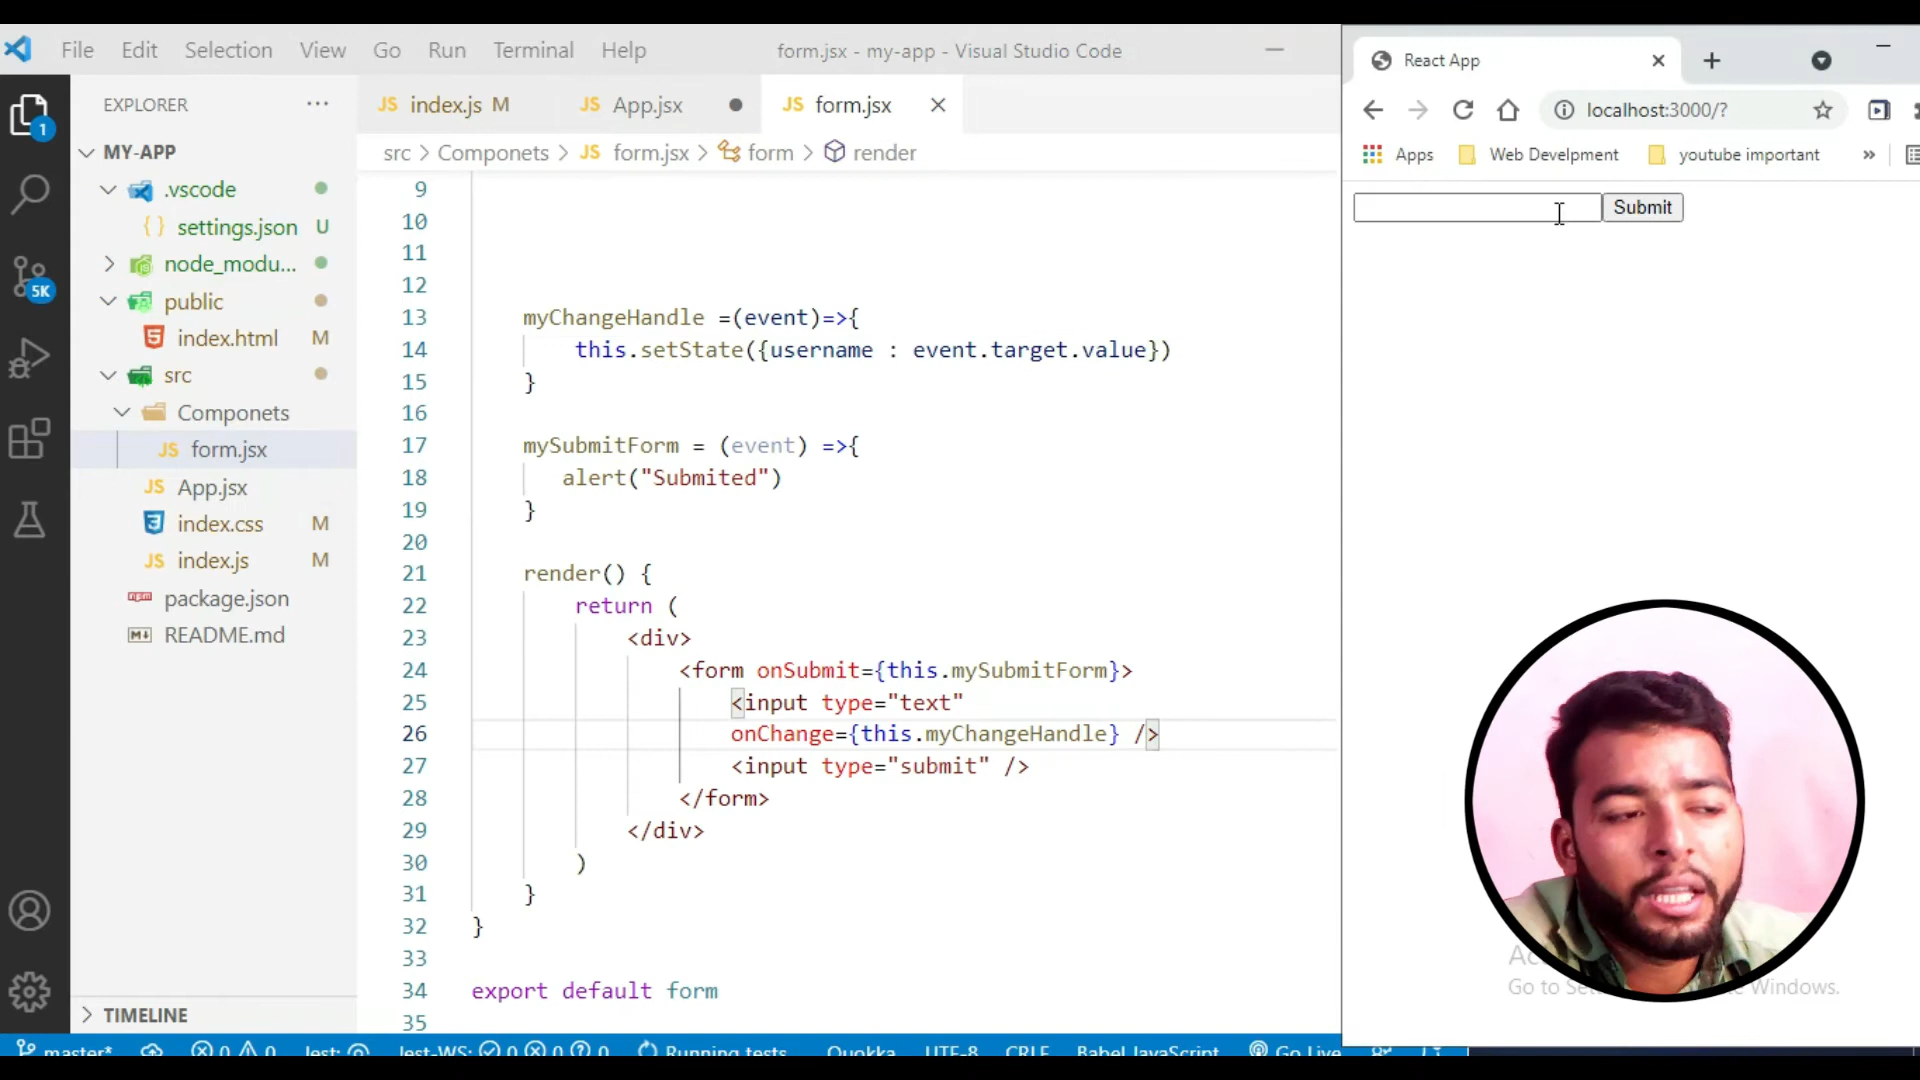 File Edit Selection View Go Run Terminal Help form.jsx - my-app - Visual Studio Code
EXPLORER ···
1
MY-APP
.vscode
{ } settings.json U
node_modu...
public
index.html M
src
Componets
JS form.jsx
JS App.jsx
index.css M
JS index.js M
package.json
README.md
5K
TIMELINE
JS index.js M JS App.jsx JS form.jsx
src > Componets > JS form.jsx > form > render
9
10
11
12
13 myChangeHandle =(event)=>{
14 this.setState({username : event.target.value})
15 }
16
17 mySubmitForm = (event) =>{
18 alert("Submited")
19 }
20
21 render() {
22 return (
23 <div>
24 <form onSubmit={this.mySubmitForm}>
25 <input type="text"
26 onChange={this.myChangeHandle} />
27 <input type="submit" />
28 </form>
29 </div>
30 )
31 }
32 }
33
34 export default form
35
master* 0 0 Jest: Jest-WS: 0 0 0 Running tests Quokka UTF-8 CRLF Babel JavaScript Go Live
React App
localhost:3000/?
Apps Web Develpment youtube important »
Submit
Go to Windows.